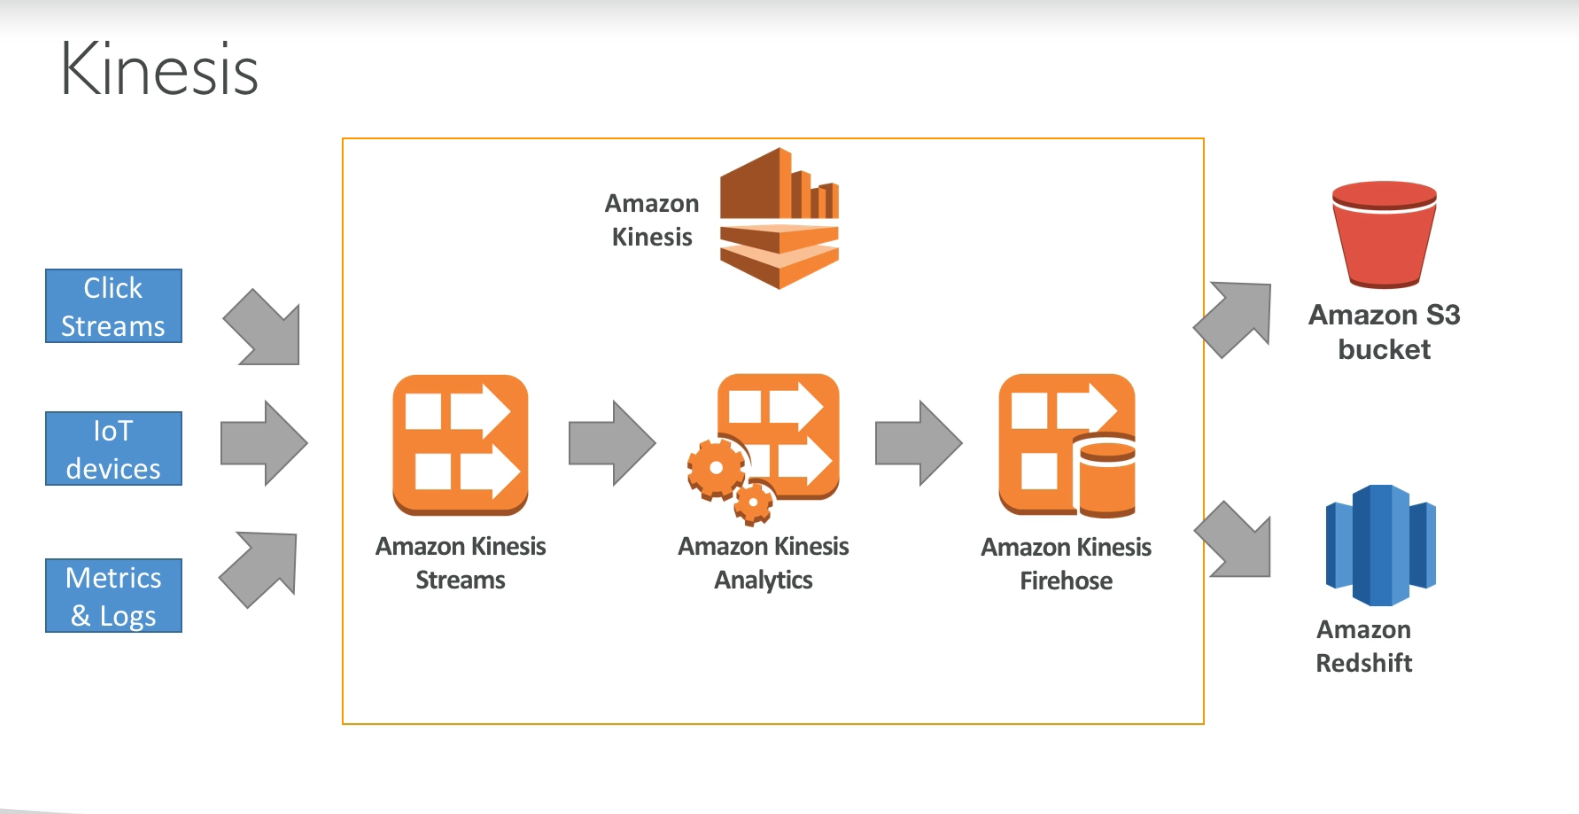 Kinesis
Amazon
Kinesis
Click
Streams
IoT
devices
Metrics
& Logs
Amazon Kinesis
Streams
Amazon Kinesis
Analytics
Amazon Kinesis
Firehose
Amazon S3
bucket
Amazon
Redshift